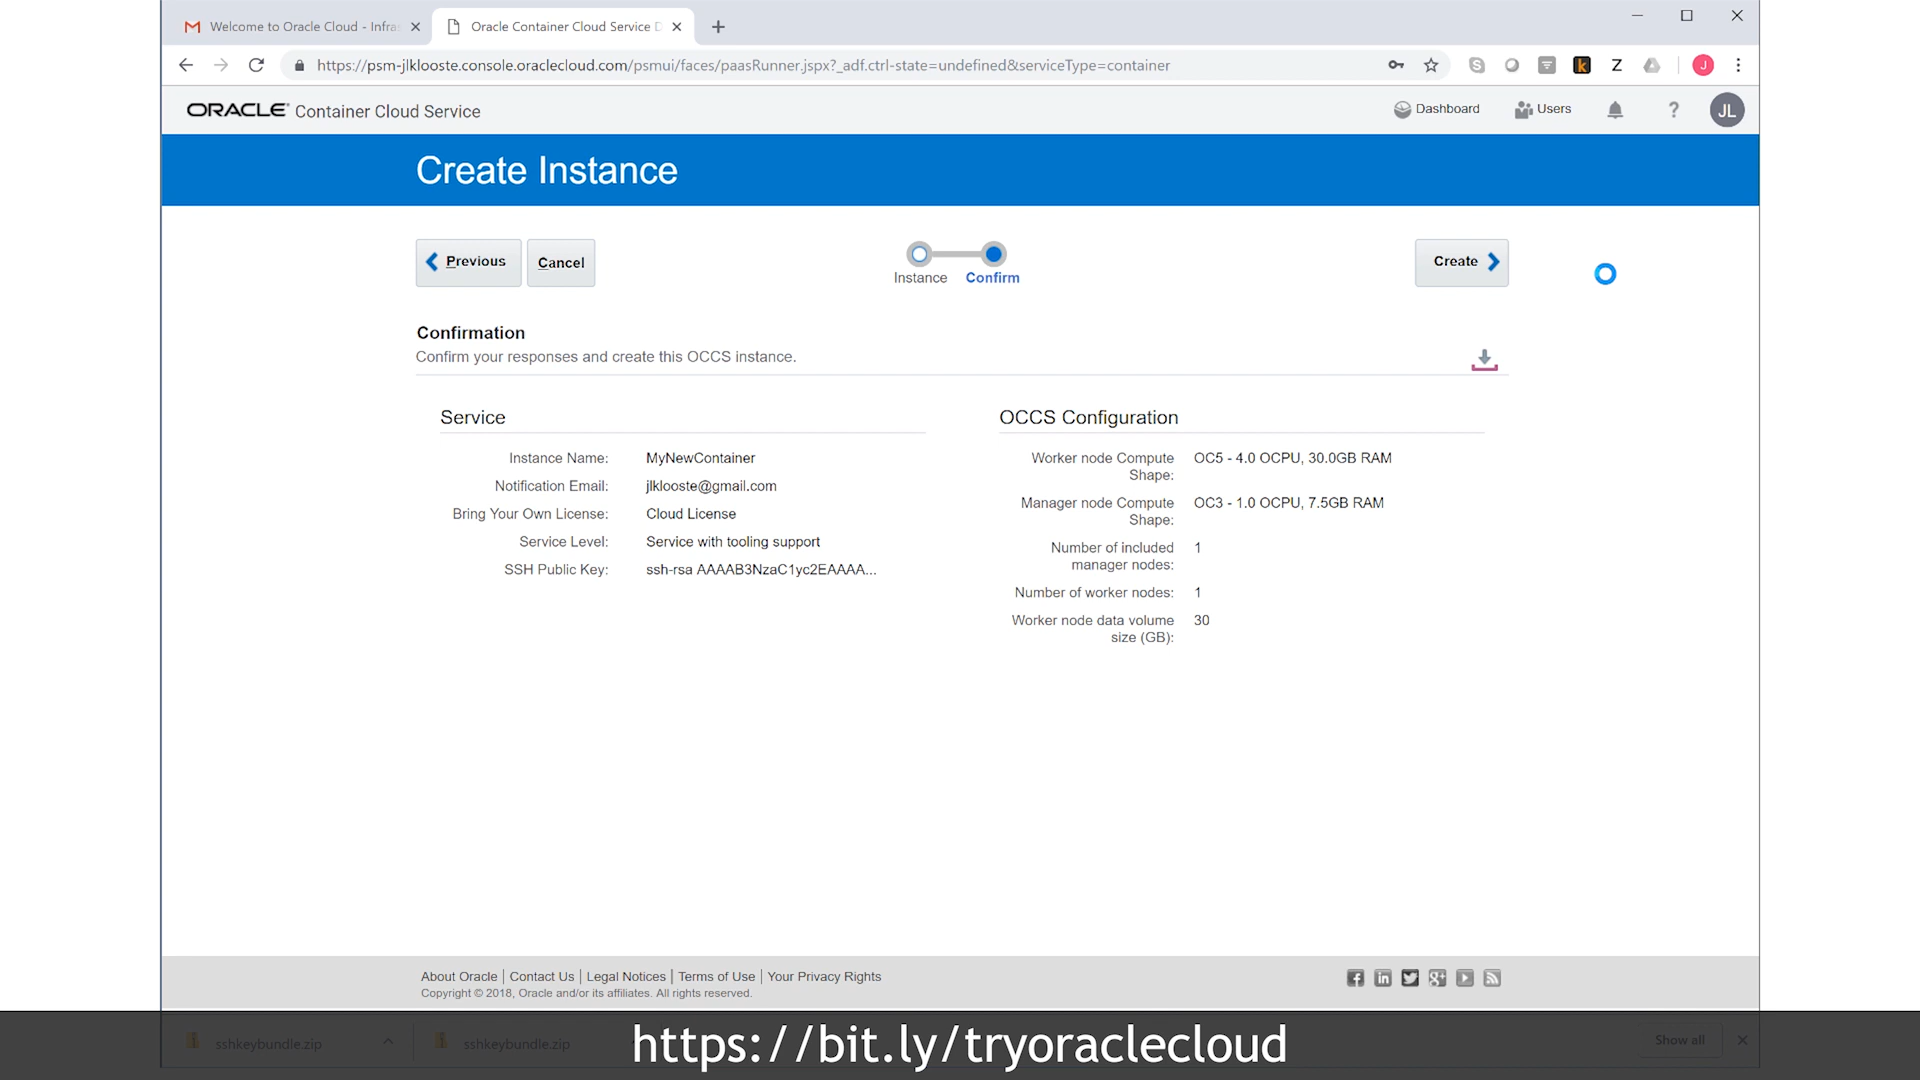 Welcome to Oracle Cloud - Infras
Oracle Container Cloud Service D
https://psm-jlklooste.console.oraclecloud.com/psmui/faces/paasRunner.jspx?_adf.ctrl-state=undefined&serviceType=container
k
Z
J
ORACLE Container Cloud Service
Dashboard
Users
?
JL
Create Instance
Previous
Cancel
Instance
Confirm
Create
Confirmation
Confirm your responses and create this OCCS instance.
Service
Instance Name: MyNewContainer
Notification Email: jlklooste@gmail.com
Bring Your Own License: Cloud License
Service Level: Service with tooling support
SSH Public Key: ssh-rsa AAAAB3NzaC1yc2EAAAA...
OCCS Configuration
Worker node Compute OC5 - 4.0 OCPU, 30.0GB RAM
Shape:
Manager node Compute OC3 - 1.0 OCPU, 7.5GB RAM
Shape:
Number of included 1
manager nodes:
Number of worker nodes: 1
Worker node data volume 30
size (GB):
About Oracle | Contact Us | Legal Notices | Terms of Use | Your Privacy Rights
Copyright © 2018, Oracle and/or its affiliates. All rights reserved.
sshkeybundle.zip
sshkeybundle.zip
https://bit.ly/tryoraclecloud
Show all